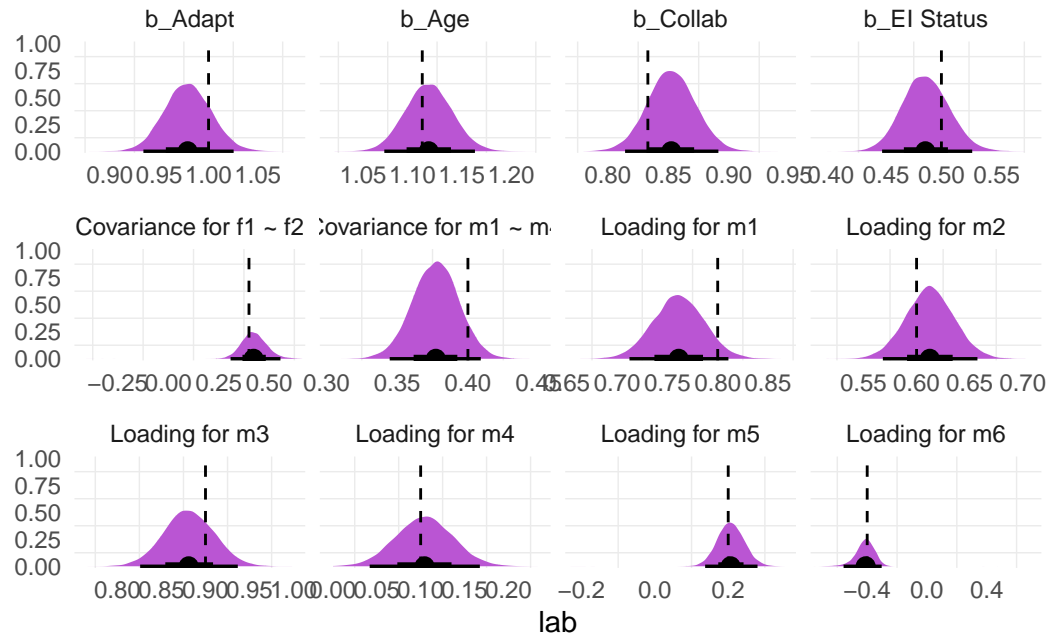 b_Adapt b_Age b_Collab b_EI Status
1.00
0.75
0.50
0.25
0.00
0.90 0.95 1.00 1.05 1.05 1.10 1.15 1.20 0.80 0.85 0.90 0.95 0.40 0.45 0.50 0.55
Covariance for f1 ~ f2 Covariance for m1 ~ m4 Loading for m1 Loading for m2
1.00
0.75
0.50
0.25
0.00
−0.25 0.00 0.25 0.50 0.30 0.35 0.40 0.45 0.65 0.70 0.75 0.80 0.85 0.55 0.60 0.65 0.70
Loading for m3 Loading for m4 Loading for m5 Loading for m6
1.00
0.75
0.50
0.25
0.00
0.80 0.85 0.90 0.95 1.00 0.00 0.05 0.10 0.15 0.20 −0.2 0.0 0.2 −0.4 0.0 0.4
lab